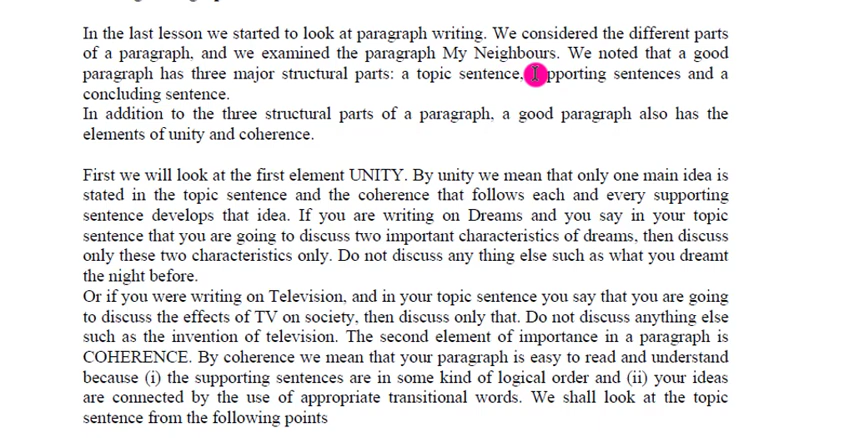 In the last lesson we started to look at paragraph writing. We considered the different parts
of a paragraph, and we examined the paragraph My Neighbours. We noted that a good
paragraph has three major structural parts: a topic sentence, pporting sentences and a
concluding sentence.
In addition to the three structural parts of a paragraph, a good paragraph also has the
elements of unity and coherence.
First we will look at the first element UNITY. By unity we mean that only one main idea is
stated in the topic sentence and the coherence that follows each and every supporting
sentence develops that idea. If you are writing on Dreams and you say in your topic
sentence that you are going to discuss two important characteristics of dreams, then discuss
only these two characteristics only. Do not discuss any thing else such as what you dreamt
the night before.
Or if you were writing on Television, and in your topic sentence you say that you are going
to discuss the effects of TV on society, then discuss only that. Do not discuss anything else
such as the invention of television. The second element of importance in a paragraph is
COHERENCE. By coherence we mean that your paragraph is easy to read and understand
because (i) the supporting sentences are in some kind of logical order and (ii) your ideas
are connected by the use of appropriate transitional words. We shall look at the topic
sentence from the following points